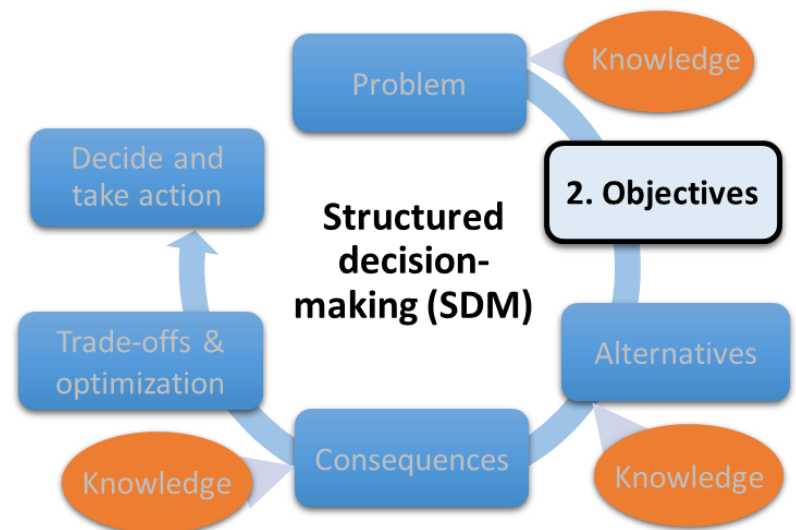 Problem
Knowledge
Decide and
take action
2. Objectives
Structured
decision-
making (SDM)
Trade-offs &
optimization
Alternatives
Consequences
Knowledge
Knowledge